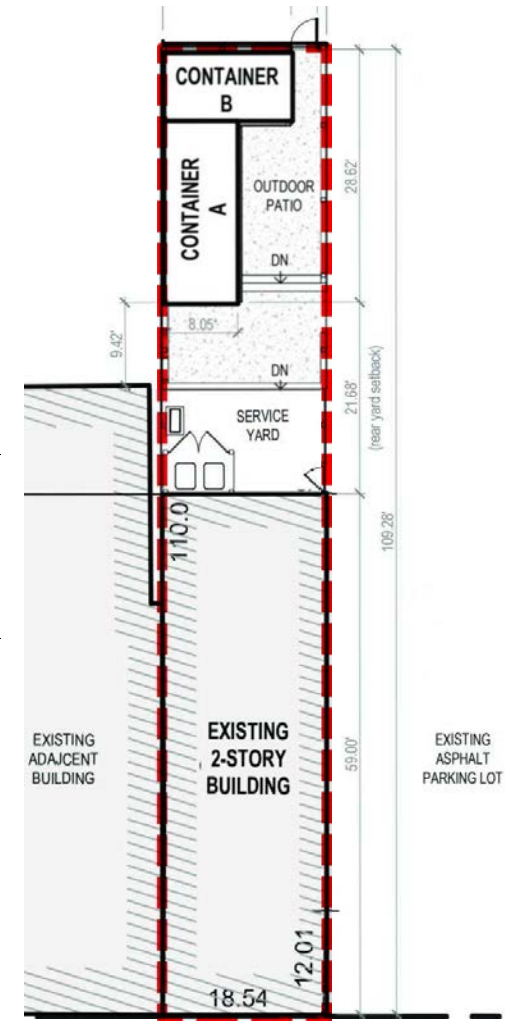 CONTAINER
B
CONTAINER
A
OUTDOOR
PATIO
28.62'
DN
8.05'
9.42'
DN
21.68'
(rear yard setback)
SERVICE
YARD
110.0
109.28'
EXISTING
ADAJCENT
BUILDING
EXISTING
2-STORY
BUILDING
59.00'
EXISTING
ASPHALT
PARKING LOT
12.01
18.54